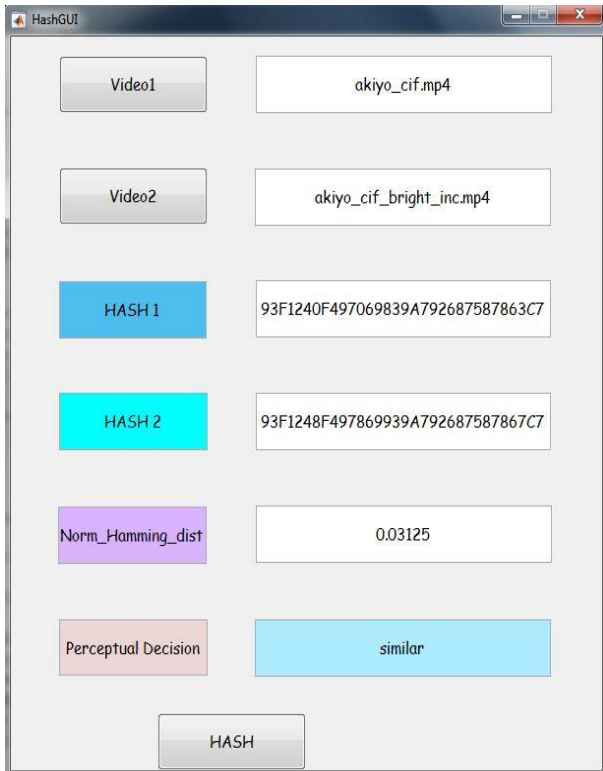 HashGUI
Video1 akiyo_cif.mp4
Video2 akiyo_cif_bright_inc.mp4
HASH 1 93F1240F497069839A792687587863C7
HASH 2 93F1248F497869939A792687587867C7
Norm_Hamming_dist 0.03125
Perceptual Decision similar
HASH